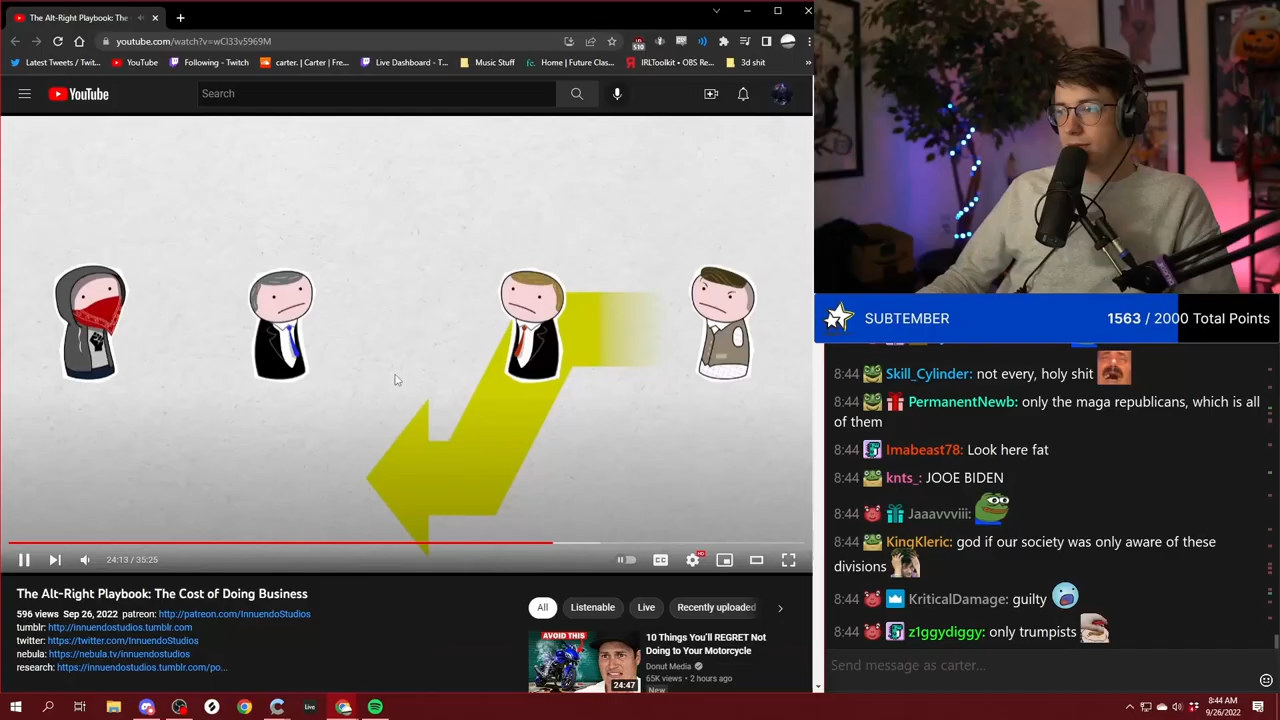 The Alt-Right Playbook: The
youtube.com/watch?v=wCl33v5969M
510
Latest Tweets / Twit...
YouTube
Following - Twitch
carter. | Carter | Fre...
Live Dashboard - T...
Music Stuff
Home | Future Clas...
IRLToolkit • OBS Re...
3d shit
YouTube
Search
24:13 / 35:25
CC
HD
The Alt-Right Playbook: The Cost of Doing Business
596 views Sep 26, 2022 patreon: http://patreon.com/InnuendoStudios
tumblr: http://innuendostudios.tumblr.com
twitter: https://twitter.com/InnuendoStudios
nebula: https://nebula.tv/innuendostudios
research: https://innuendostudios.tumblr.com/po...
All
Listenable
Live
Recently uploaded
AVOID THIS
24:47
10 Things You'll REGRET Not
Doing to Your Motorcycle
Donut Media
65K views • 2 hours ago
New
SUBTEMBER
1563 / 2000 Total Points
8:44 Skill_Cylinder: not every, holy shit
8:44 PermanentNewb: only the maga republicans, which is all
of them
8:44 Imabeast78: Look here fat
8:44 knts_: JOOE BIDEN
8:44 Jaaavvviii:
8:44 KingKleric: god if our society was only aware of these
divisions
8:44 KriticalDamage: guilty
8:44 z1ggydiggy: only trumpists
Send message as carter...
Live
8:44 AM
9/26/2022